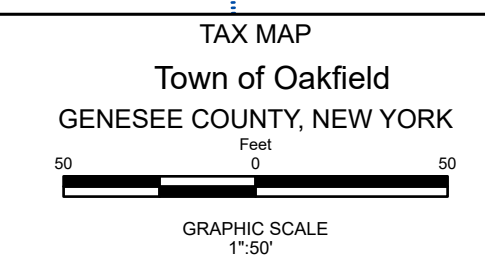 TAX MAP
Town of Oakfield
GENESEE COUNTY, NEW YORK
Feet
50 0 50
GRAPHIC SCALE
1":50'